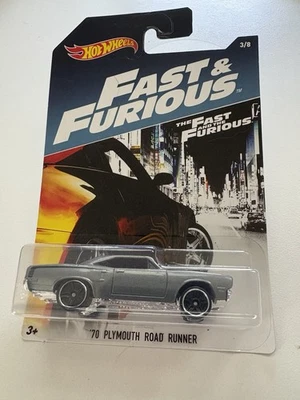 Hot Wheels
3/8
FAST &
FURIOUS
THE FAST
AND THE
FURIOUS
3+
'70 PLYMOUTH ROAD RUNNER